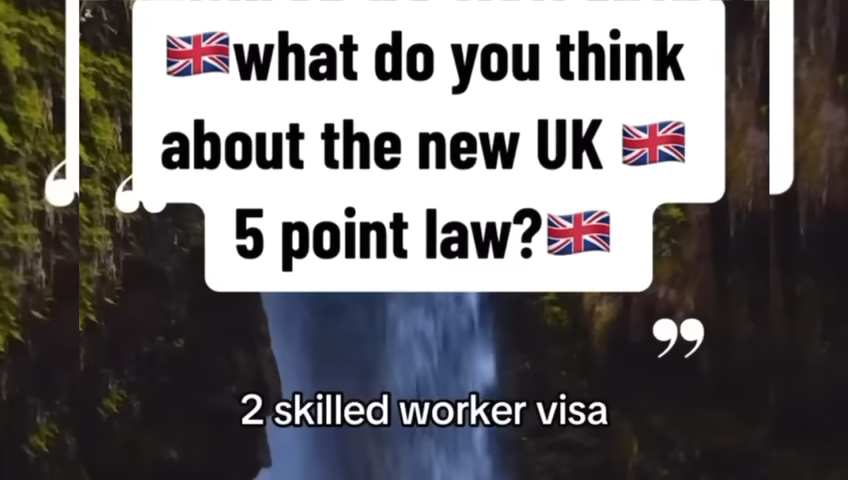 🇬🇧what do you think
about the new UK 🇬🇧
5 point law?🇬🇧
2 skilled worker visa